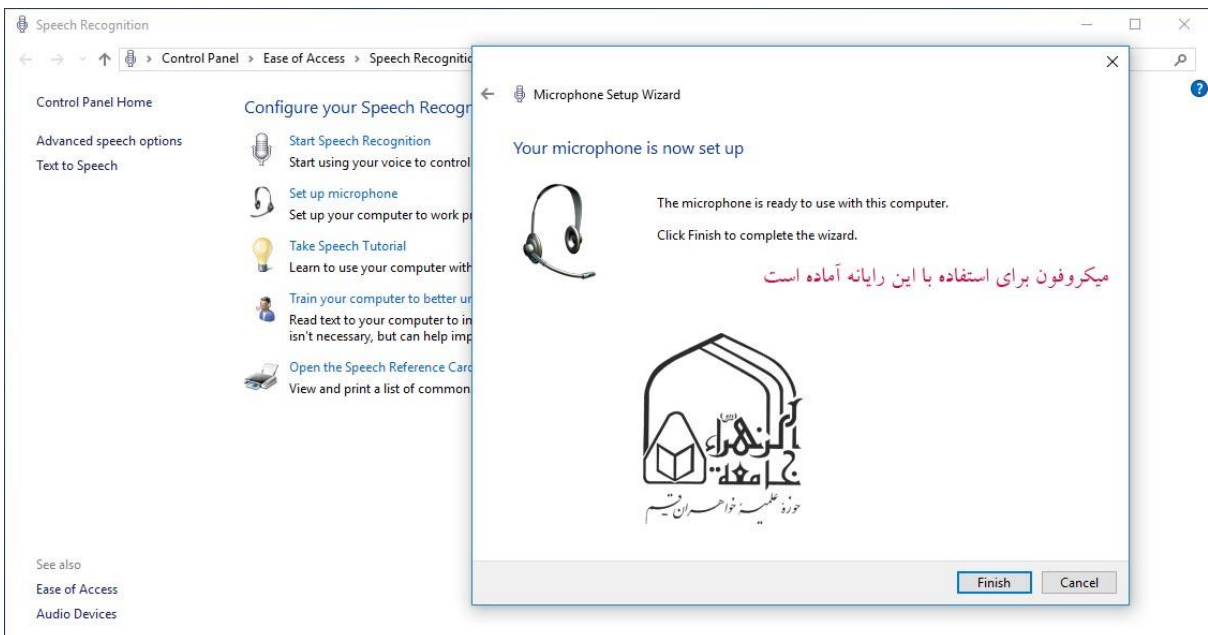 Speech Recognition
Control Panel > Ease of Access > Speech Recognitic
Control Panel Home
Advanced speech options
Text to Speech
Configure your Speech Recogr
Start Speech Recognition
Start using your voice to control
Set up microphone
Set up your computer to work pr
Take Speech Tutorial
Learn to use your computer with
Train your computer to better ur
Read text to your computer to in
isn't necessary, but can help imp
Open the Speech Reference Card
View and print a list of common
See also
Ease of Access
Audio Devices
Microphone Setup Wizard
Your microphone is now set up
The microphone is ready to use with this computer.
Click Finish to complete the wizard.
میکروفون برای استفاده با این رایانه آماده است
جامعة الزهراء (س)
حوزهٔ علمیهٔ خواهران قم
Finish
Cancel